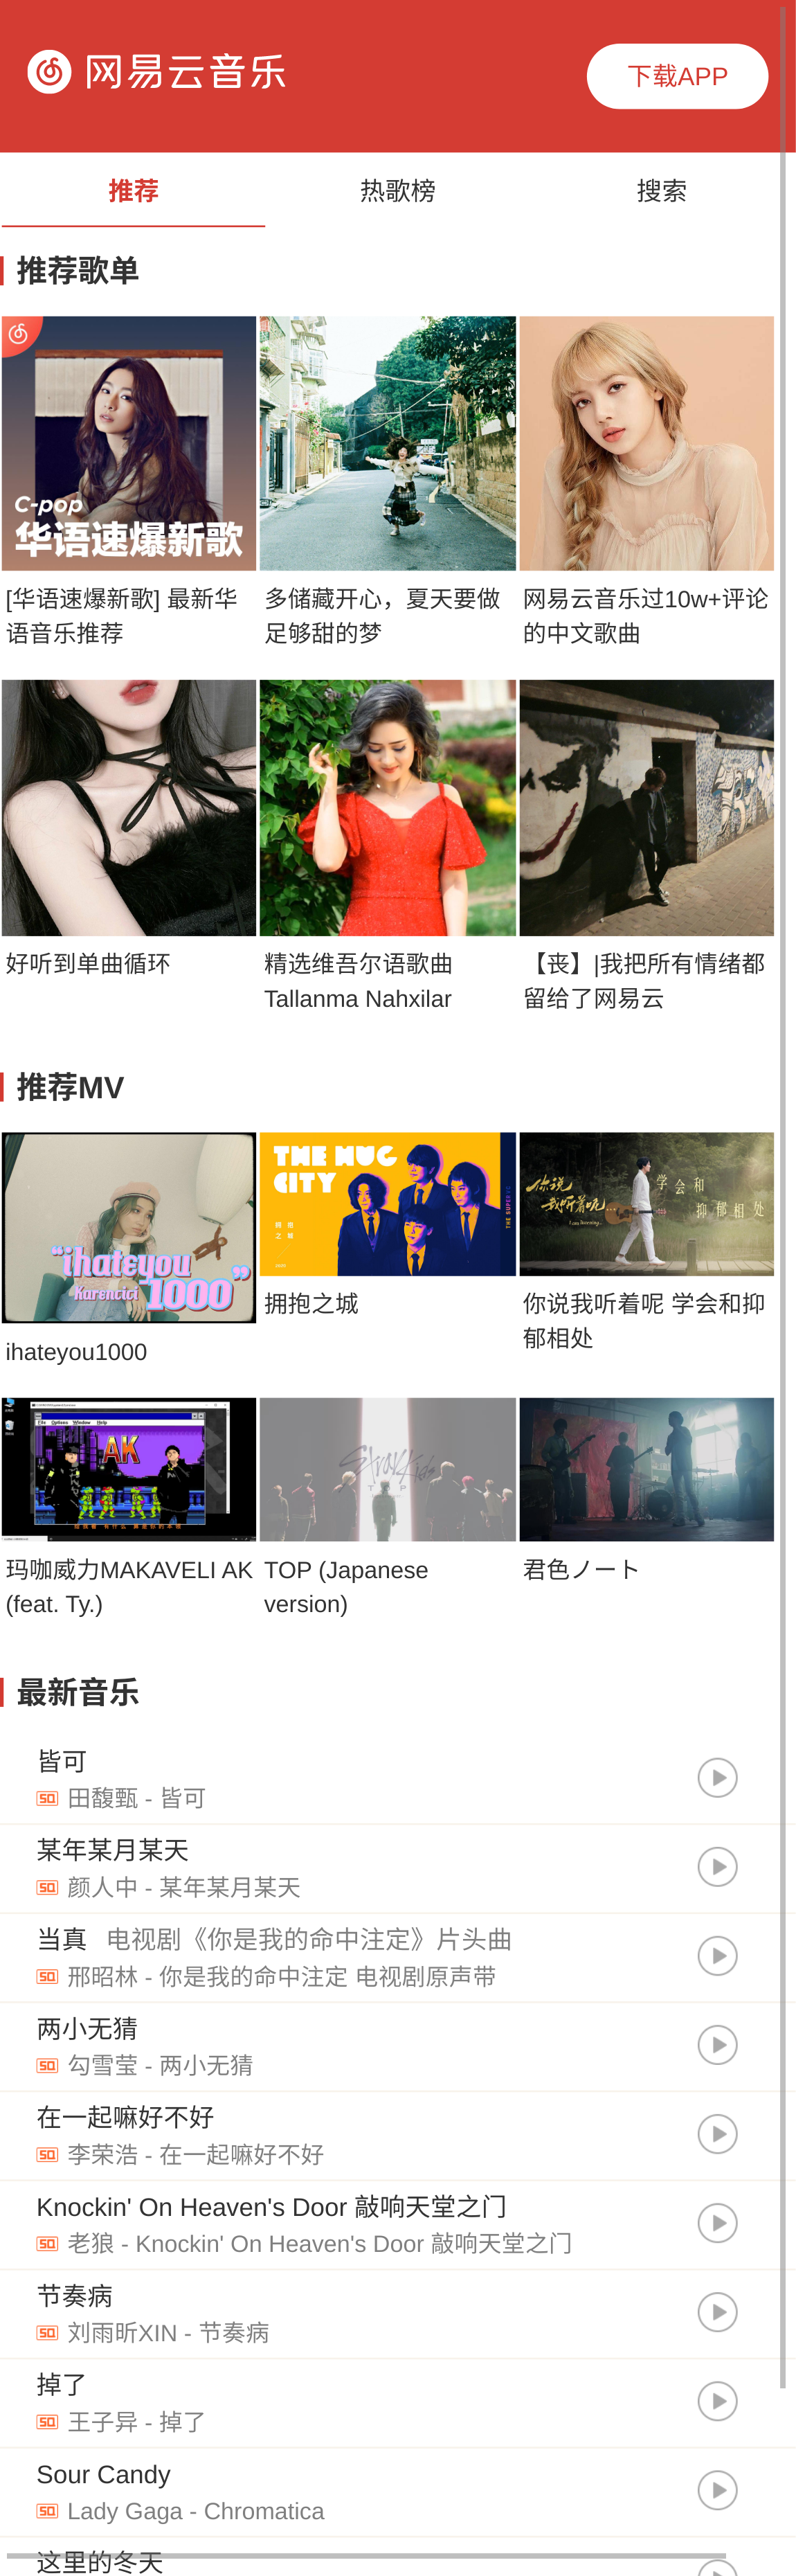 网易云音乐
下载APP
推荐
热歌榜
搜索
推荐歌单
C-pop
华语速爆新歌
[华语速爆新歌] 最新华
语音乐推荐
多储藏开心，夏天要做
足够甜的梦
网易云音乐过10w+评论
的中文歌曲
好听到单曲循环
精选维吾尔语歌曲
Tallanma Nahxilar
【丧】|我把所有情绪都
留给了网易云
推荐MV
“ihateyou
Karencici 1000”
ihateyou1000
THE HUG
CITY
THE SUPER
拥抱之城
你说
我听着呢...
I am listening
学会和
抑郁相处
你说我听着呢 学会和抑
郁相处
File Options Window Help
AK
玛咖威力MAKAVELI AK
(feat. Ty.)
Stray Kids
TOP
TOP (Japanese
version)
君色ノート
最新音乐
皆可
SQ 田馥甄 - 皆可
某年某月某天
SQ 颜人中 - 某年某月某天
当真 电视剧《你是我的命中注定》片头曲
SQ 邢昭林 - 你是我的命中注定 电视剧原声带
两小无猜
SQ 勾雪莹 - 两小无猜
在一起嘛好不好
SQ 李荣浩 - 在一起嘛好不好
Knockin' On Heaven's Door 敲响天堂之门
SQ 老狼 - Knockin' On Heaven's Door 敲响天堂之门
节奏病
SQ 刘雨昕XIN - 节奏病
掉了
SQ 王子异 - 掉了
Sour Candy
SQ Lady Gaga - Chromatica
这里的冬天